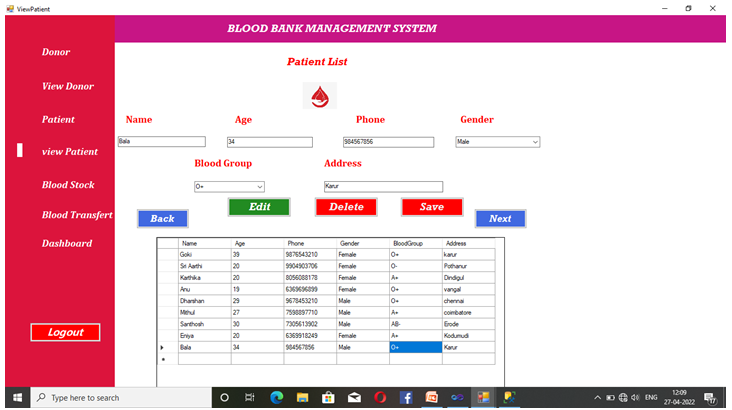 ViewPatient
BLOOD BANK MANAGEMENT SYSTEM
Donor
View Donor
Patient
view Patient
Blood Stock
Blood Transfert
Dashboard
Logout
Patient List
Name Age Phone Gender
Bala 34 984567856 Male
Blood Group Address
O+ Karur
Edit Delete Save
Back Next
Name Age Phone Gender BloodGroup Address
Goki 39 9876543210 Female O+ karur
Sri Aarthi 20 9904903706 Female O- Pothanur
Karthika 20 8056088178 Female A+ Dindigul
Anu 19 6369696899 Female O+ vangal
Dharshan 29 9678453210 Male O+ chennai
Mithul 27 7598897710 Male A+ coimbatore
Santhosh 30 7305613902 Male AB- Erode
Eniya 20 6369918249 Female A+ Kodumudi
Bala 34 984567856 Male O+ Karur
Type here to search
ENG
12:09
27-04-2022
17